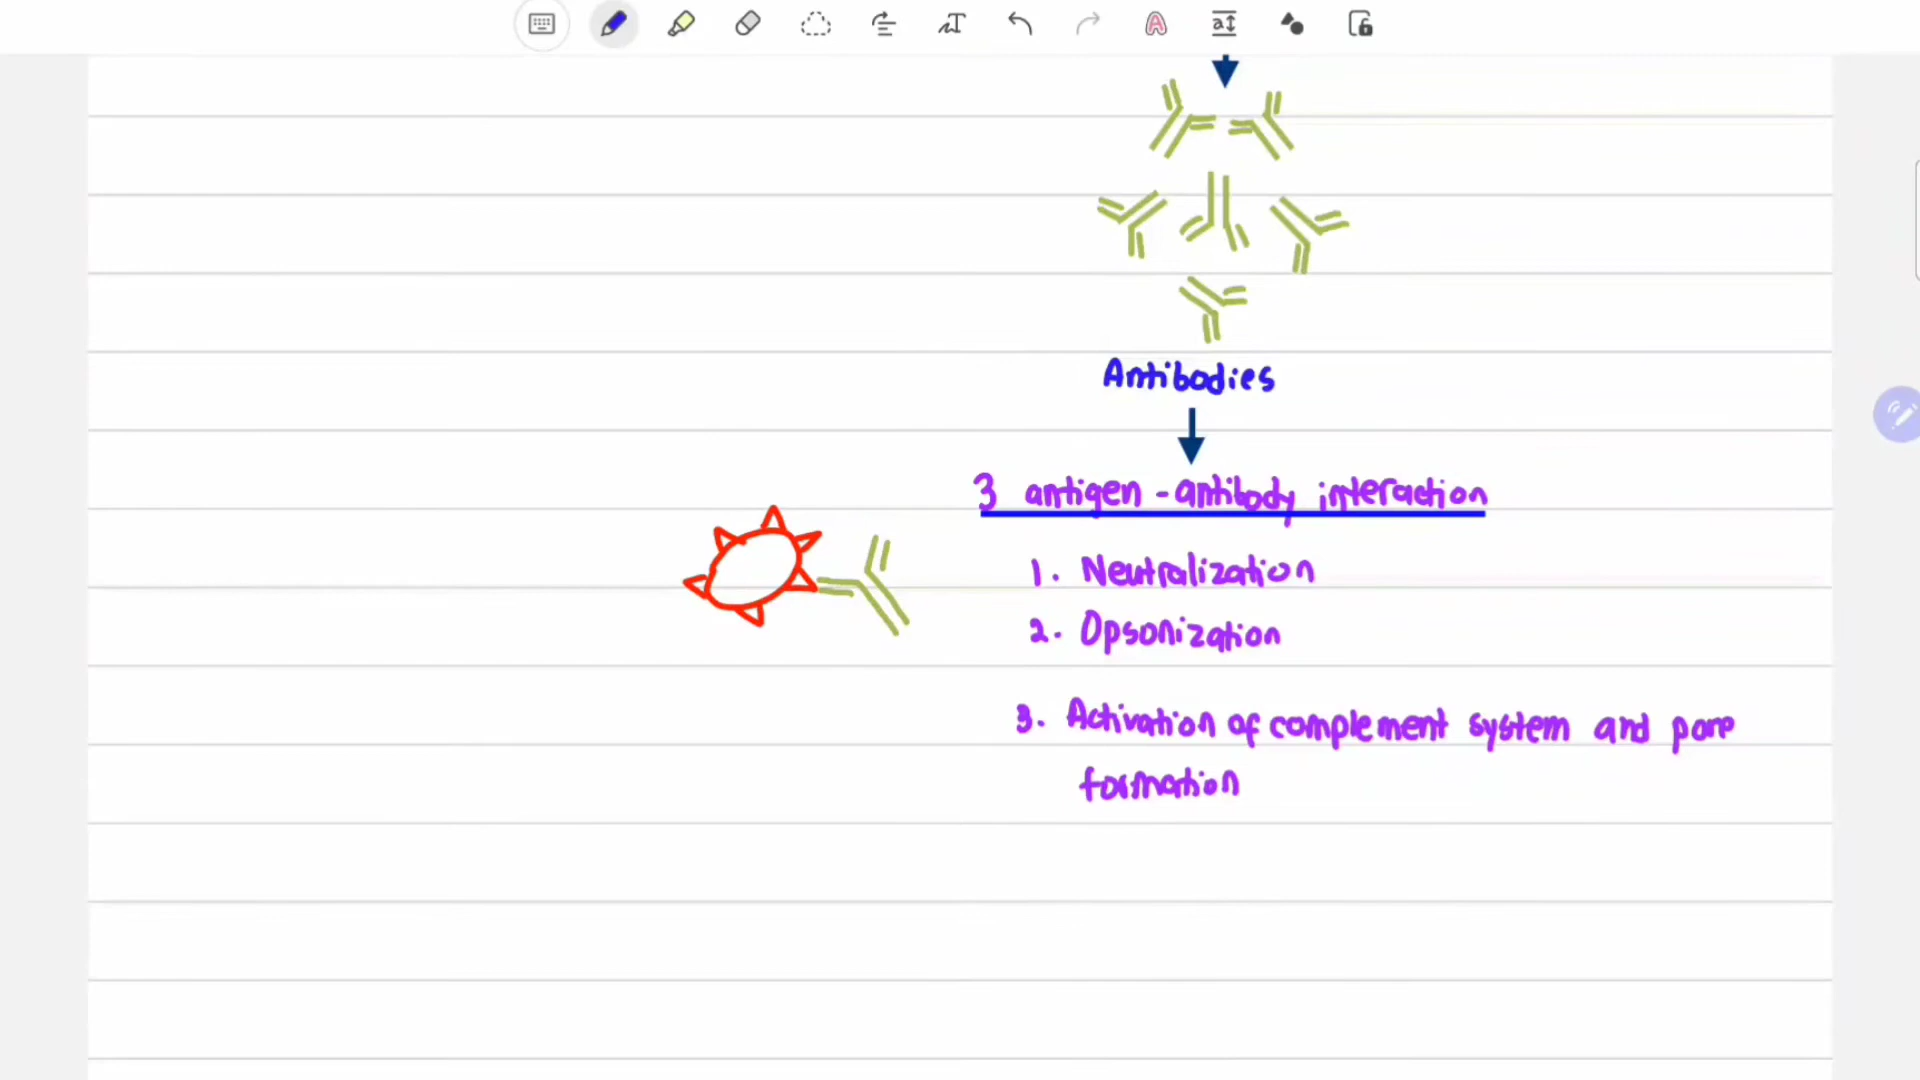 Antibodies
3 antigen - antibody interaction
1. Neutralization
2. Opsonization
3. Activation of complement system and pore
formation